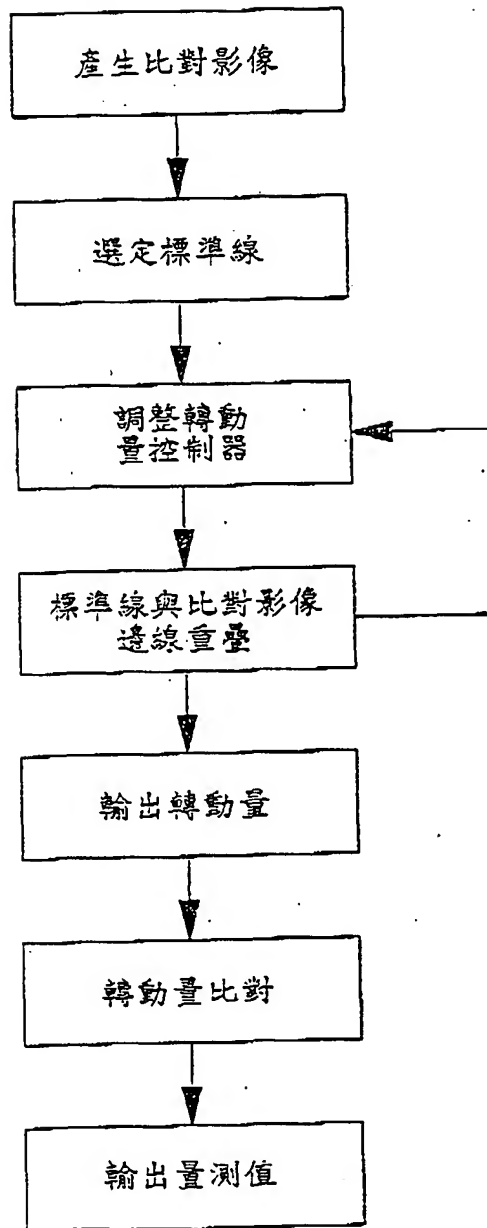 產生比對影像
選定標準線
調整轉動
量控制器
標準線與比對影像
邊線重疊
輸出轉動量
轉動量比對
輸出量測值